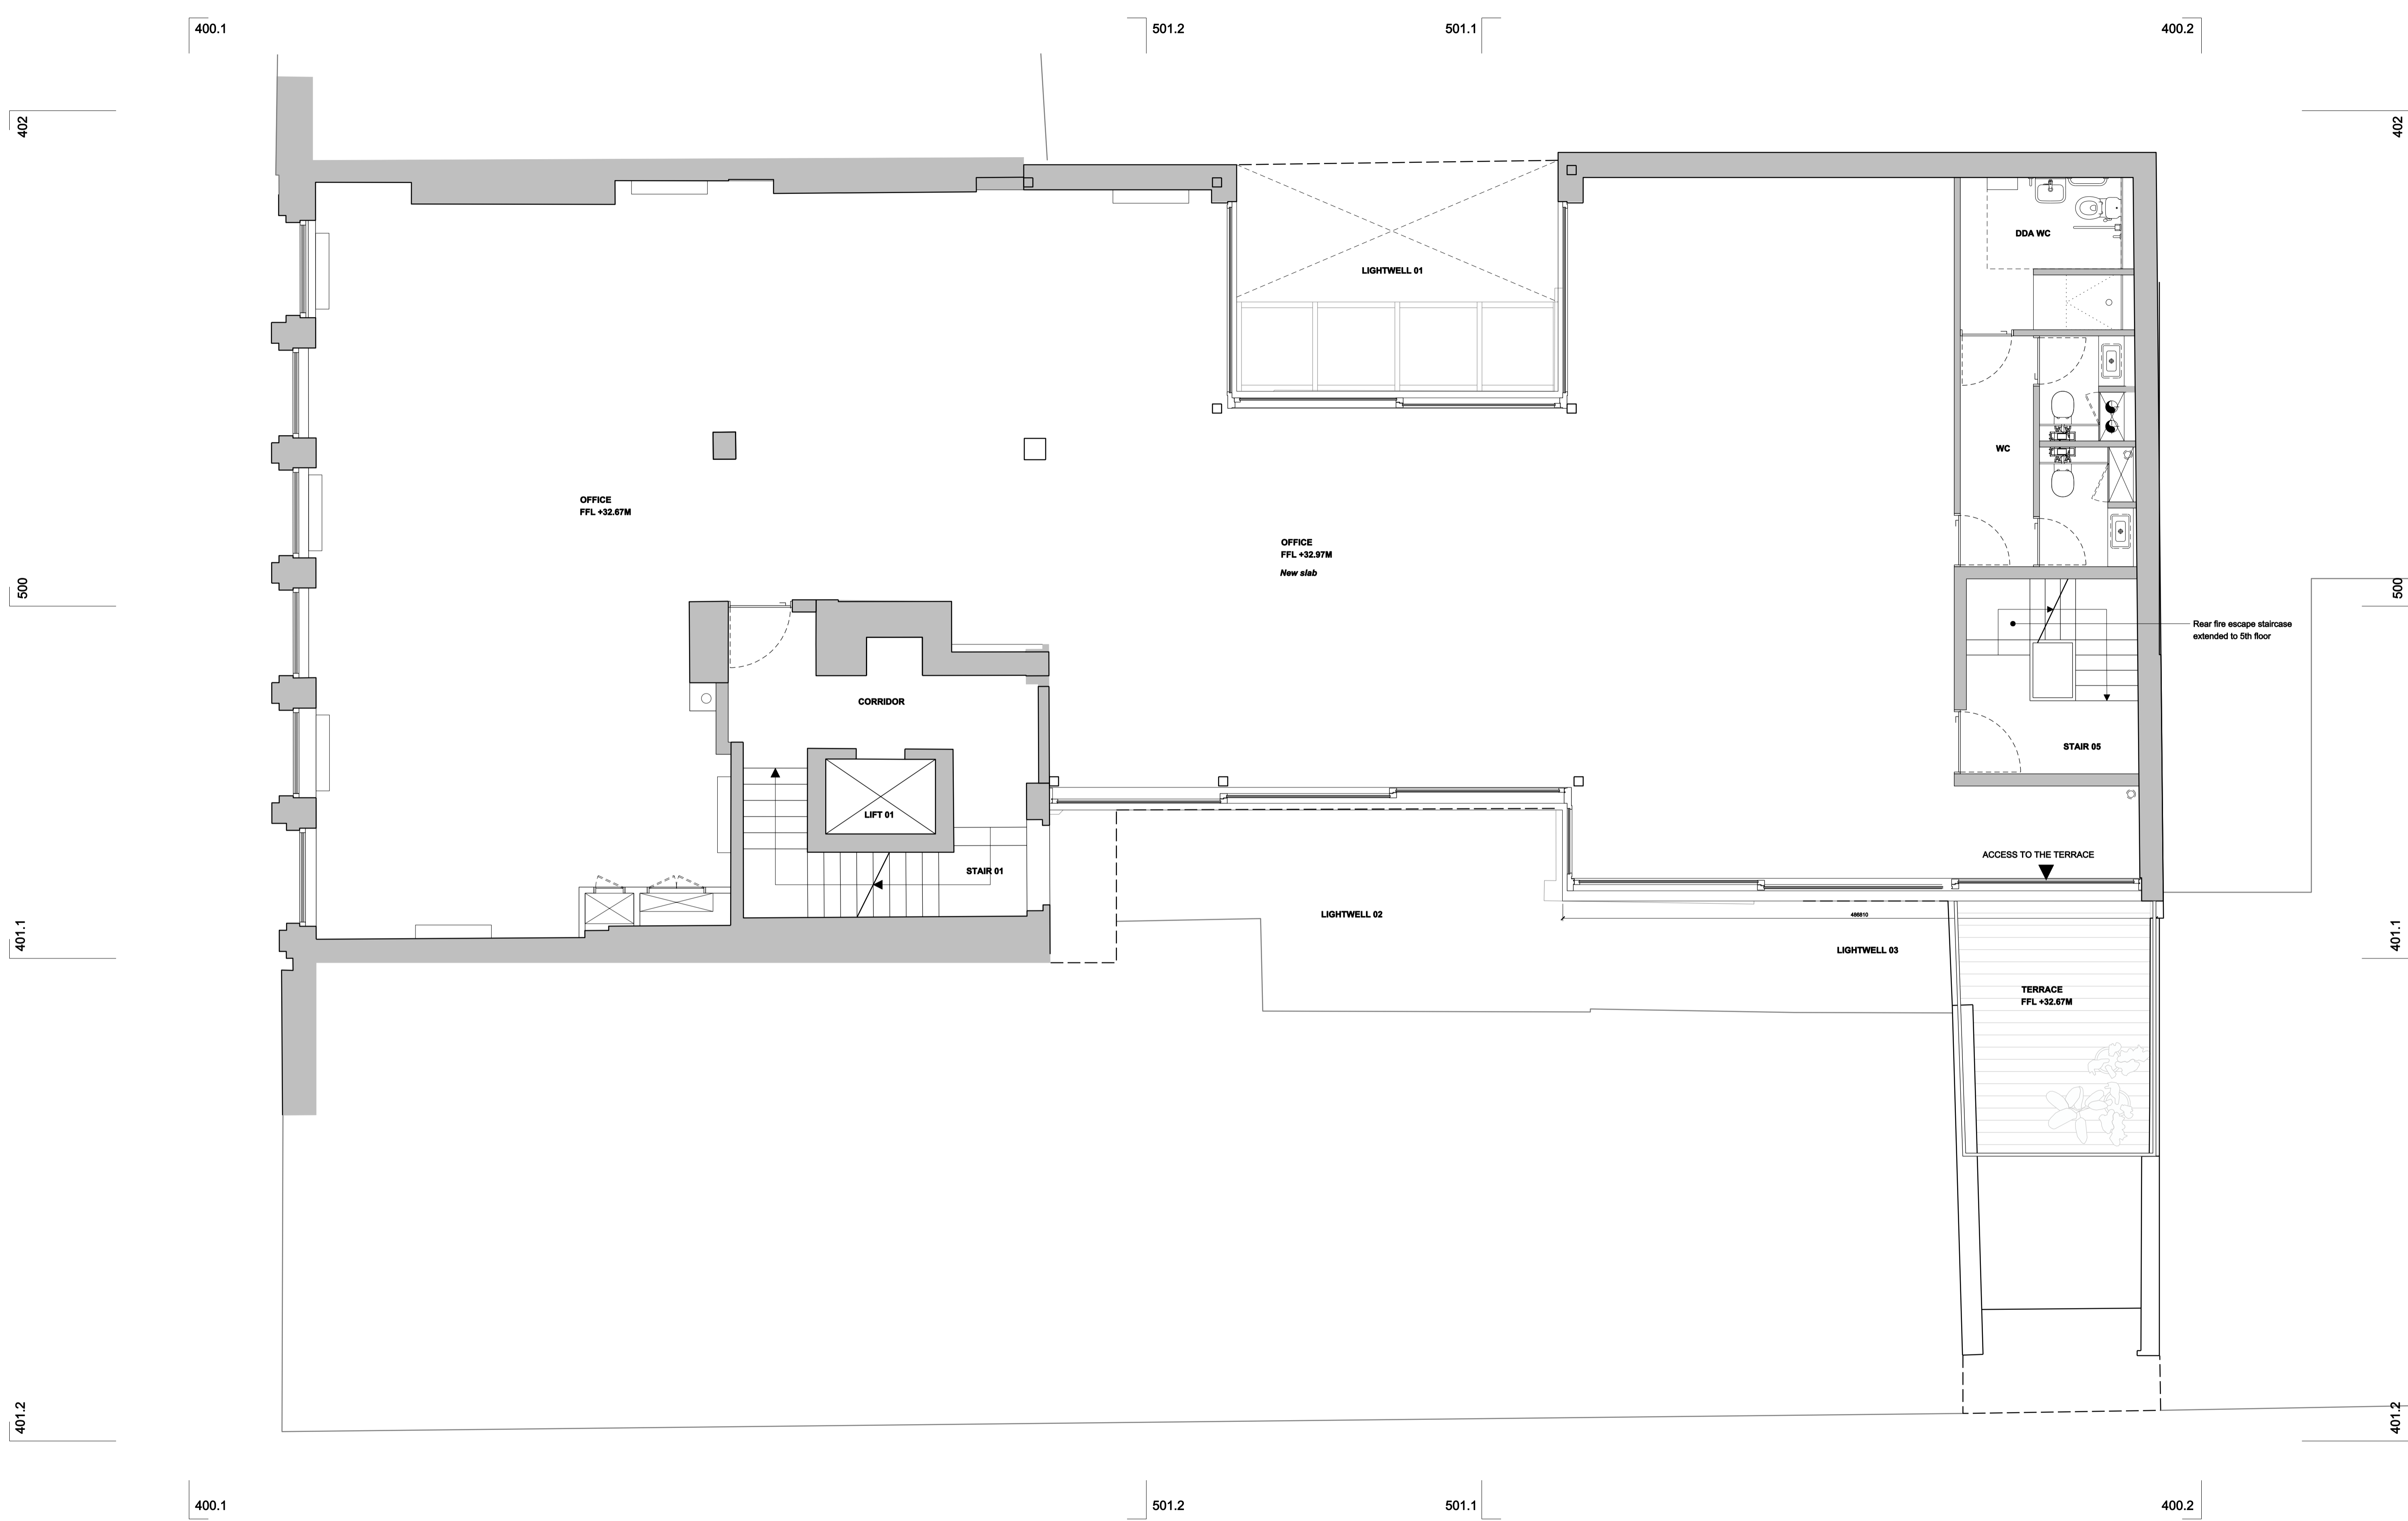 400.1
501.2
501.1
400.2
402
402
LIGHTWELL 01
DDA WC
WC
OFFICE
FFL +32.67M
OFFICE
FFL +32.97M
New slab
500
500
Rear fire escape staircase
extended to 5th floor
CORRIDOR
STAIR 05
LIFT 01
STAIR 01
ACCESS TO THE TERRACE
LIGHTWELL 02
486810
LIGHTWELL 03
401.1
401.1
TERRACE
FFL +32.67M
401.2
401.2
400.1
501.2
501.1
400.2